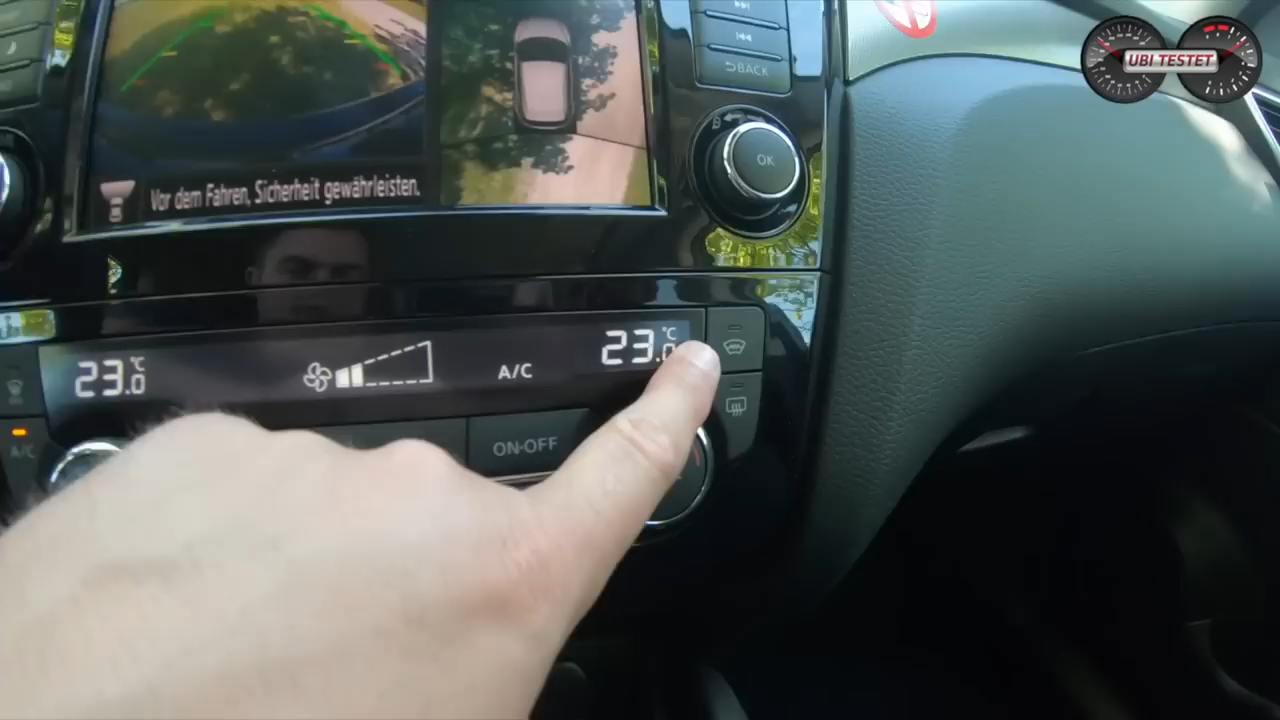 UBI TESTET
BACK
OK
Vor dem Fahren, Sicherheit gewährleisten.
23.0 °C
A/C
23.0 °C
A/C
ON·OFF